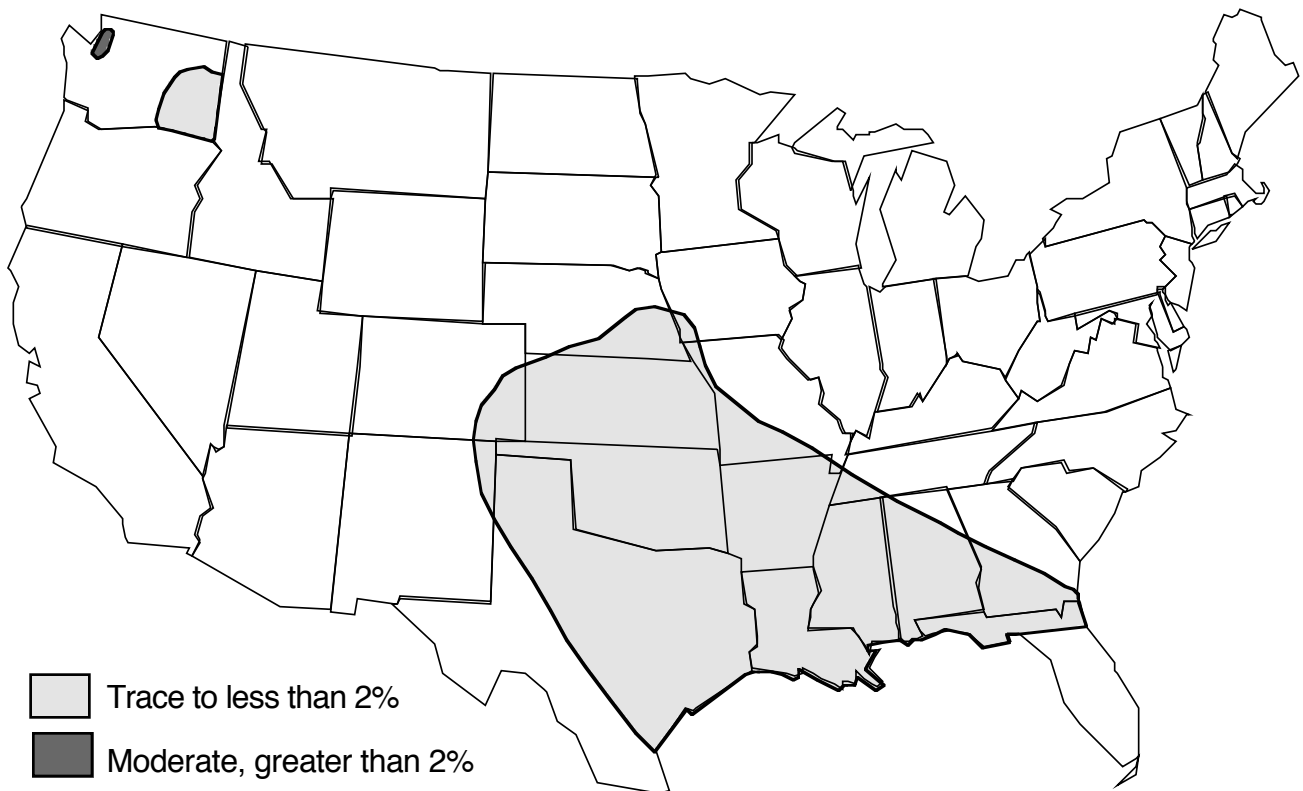 Trace to less than 2%
Moderate, greater than 2%